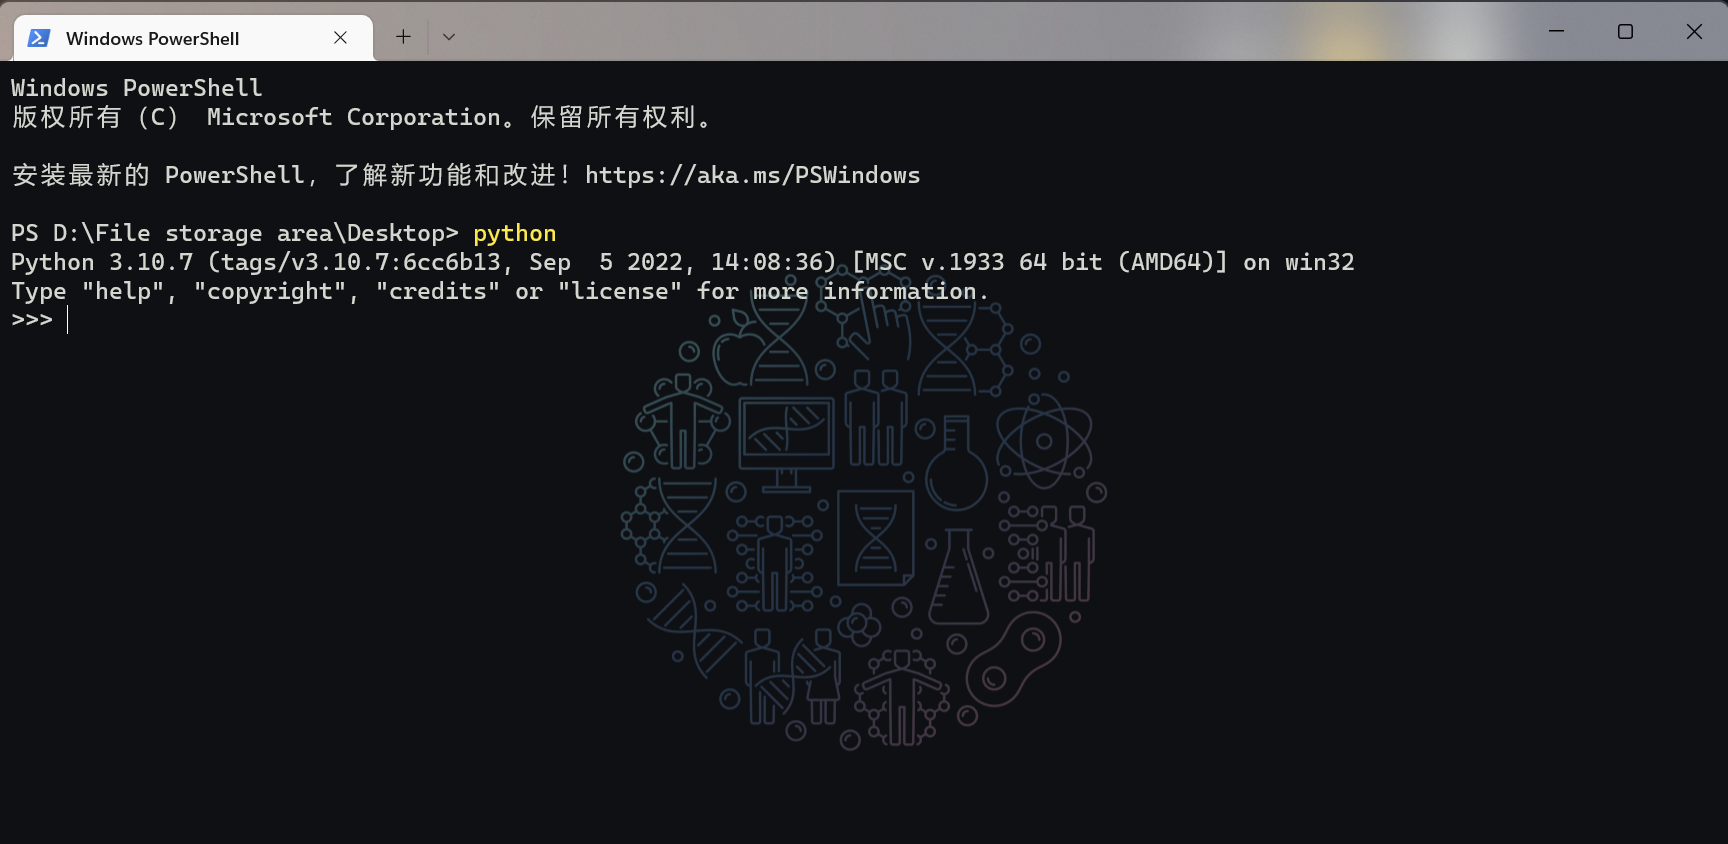 Windows PowerShell
Windows PowerShell
版权所有（C） Microsoft Corporation。保留所有权利。
安装最新的 PowerShell，了解新功能和改进！https://aka.ms/PSWindows
PS D:\File storage area\Desktop> python
Python 3.10.7 (tags/v3.10.7:6cc6b13, Sep  5 2022, 14:08:36) [MSC v.1933 64 bit (AMD64)] on win32
Type "help", "copyright", "credits" or "license" for more information.
>>>